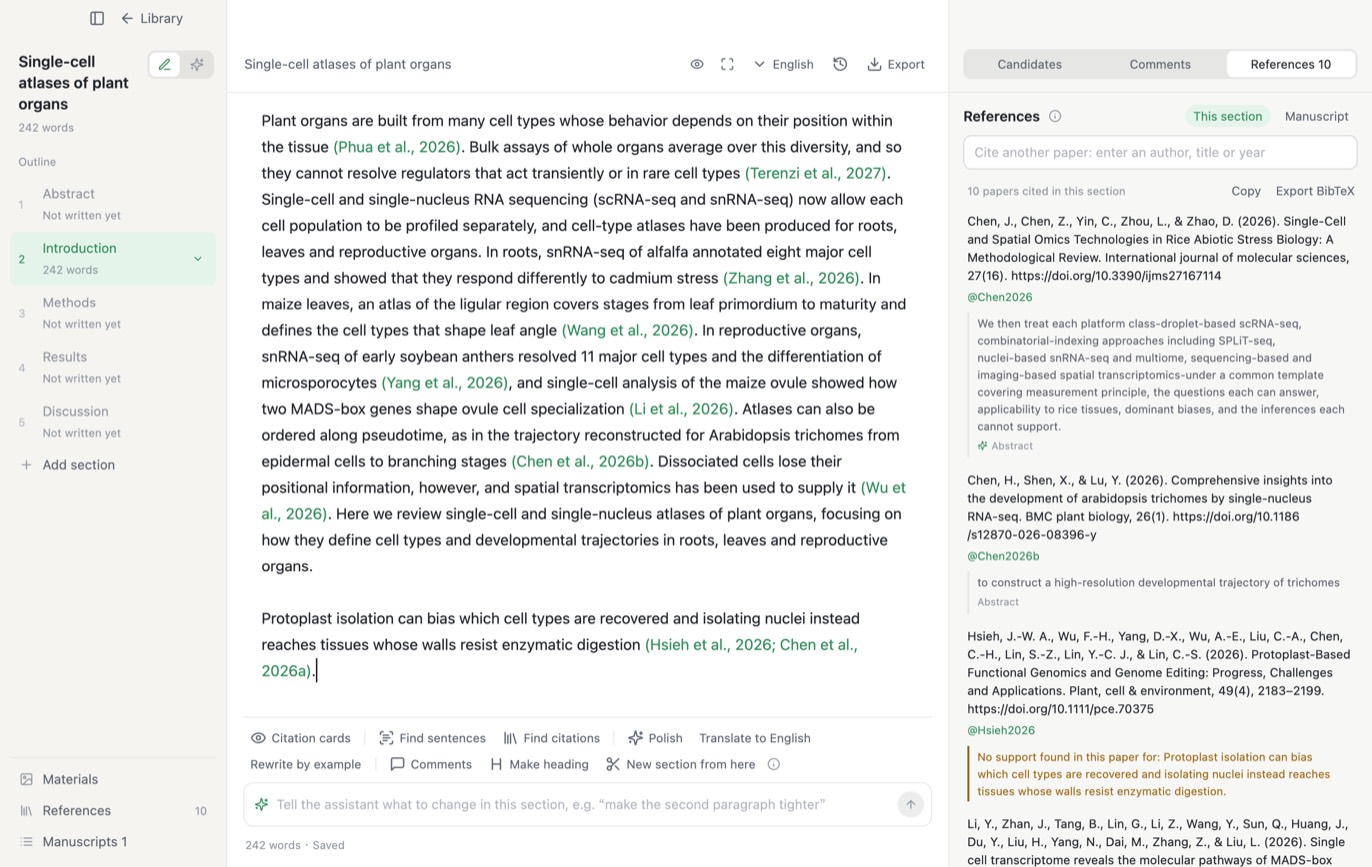 Library
Single-cell
atlases of plant
organs
242 words
Outline
1
Abstract
Not written yet
2
Introduction
242 words
3
Methods
Not written yet
4
Results
Not written yet
5
Discussion
Not written yet
Add section
Materials
References
10
Manuscripts 1
Single-cell atlases of plant organs
English
Export
Plant organs are built from many cell types whose behavior depends on their position within
the tissue (Phua et al., 2026). Bulk assays of whole organs average over this diversity, and so
they cannot resolve regulators that act transiently or in rare cell types (Terenzi et al., 2027).
Single-cell and single-nucleus RNA sequencing (scRNA-seq and snRNA-seq) now allow each
cell population to be profiled separately, and cell-type atlases have been produced for roots,
leaves and reproductive organs. In roots, snRNA-seq of alfalfa annotated eight major cell
types and showed that they respond differently to cadmium stress (Zhang et al., 2026). In
maize leaves, an atlas of the ligular region covers stages from leaf primordium to maturity and
defines the cell types that shape leaf angle (Wang et al., 2026). In reproductive organs,
snRNA-seq of early soybean anthers resolved 11 major cell types and the differentiation of
microsporocytes (Yang et al., 2026), and single-cell analysis of the maize ovule showed how
two MADS-box genes shape ovule cell specialization (Li et al., 2026). Atlases can also be
ordered along pseudotime, as in the trajectory reconstructed for Arabidopsis trichomes from
epidermal cells to branching stages (Chen et al., 2026b). Dissociated cells lose their
positional information, however, and spatial transcriptomics has been used to supply it (Wu et
al., 2026). Here we review single-cell and single-nucleus atlases of plant organs, focusing on
how they define cell types and developmental trajectories in roots, leaves and reproductive
organs.
Protoplast isolation can bias which cell types are recovered and isolating nuclei instead
reaches tissues whose walls resist enzymatic digestion (Hsieh et al., 2026; Chen et al.,
2026a).
Citation cards
Find sentences
Find citations
Polish
Translate to English
Rewrite by example
Comments
Make heading
New section from here
Tell the assistant what to change in this section, e.g. “make the second paragraph tighter”
242 words · Saved
Candidates
Comments
References 10
References
This section
Manuscript
Cite another paper: enter an author, title or year
10 papers cited in this section
Copy
Export BibTeX
Chen, J., Chen, Z., Yin, C., Zhou, L., & Zhao, D. (2026). Single-Cell
and Spatial Omics Technologies in Rice Abiotic Stress Biology: A
Methodological Review. International journal of molecular sciences,
27(16). https://doi.org/10.3390/ijms27167114
@Chen2026
We then treat each platform class-droplet-based scRNA-seq,
combinatorial-indexing approaches including SPLiT-seq,
nuclei-based snRNA-seq and multiome, sequencing-based and
imaging-based spatial transcriptomics-under a common template
covering measurement principle, the questions each can answer,
applicability to rice tissues, dominant biases, and the inferences each
cannot support.
Abstract
Chen, H., Shen, X., & Lu, Y. (2026). Comprehensive insights into
the development of arabidopsis trichomes by single-nucleus
RNA-seq. BMC plant biology, 26(1). https://doi.org/10.1186
/s12870-026-08396-y
@Chen2026b
to construct a high-resolution developmental trajectory of trichomes
Abstract
Hsieh, J.-W. A., Wu, F.-H., Yang, D.-X., Wu, A.-E., Liu, C.-A., Chen,
C.-H., Lin, S.-Z., Lin, Y.-C. J., & Lin, C.-S. (2026). Protoplast-Based
Functional Genomics and Genome Editing: Progress, Challenges
and Applications. Plant, cell & environment, 49(4), 2183–2199.
https://doi.org/10.1111/pce.70375
@Hsieh2026
No support found in this paper for: Protoplast isolation can bias
which cell types are recovered and isolating nuclei instead reaches
tissues whose walls resist enzymatic digestion.
Li, Y., Zhan, J., Tang, B., Lin, G., Li, Z., Wang, Y., Sun, Q., Huang, J.,
Du, Y., Liu, H., Yang, N., Dai, M., Zhang, Z., & Liu, L. (2026). Single
cell transcriptome reveals the molecular pathways of MADS-box